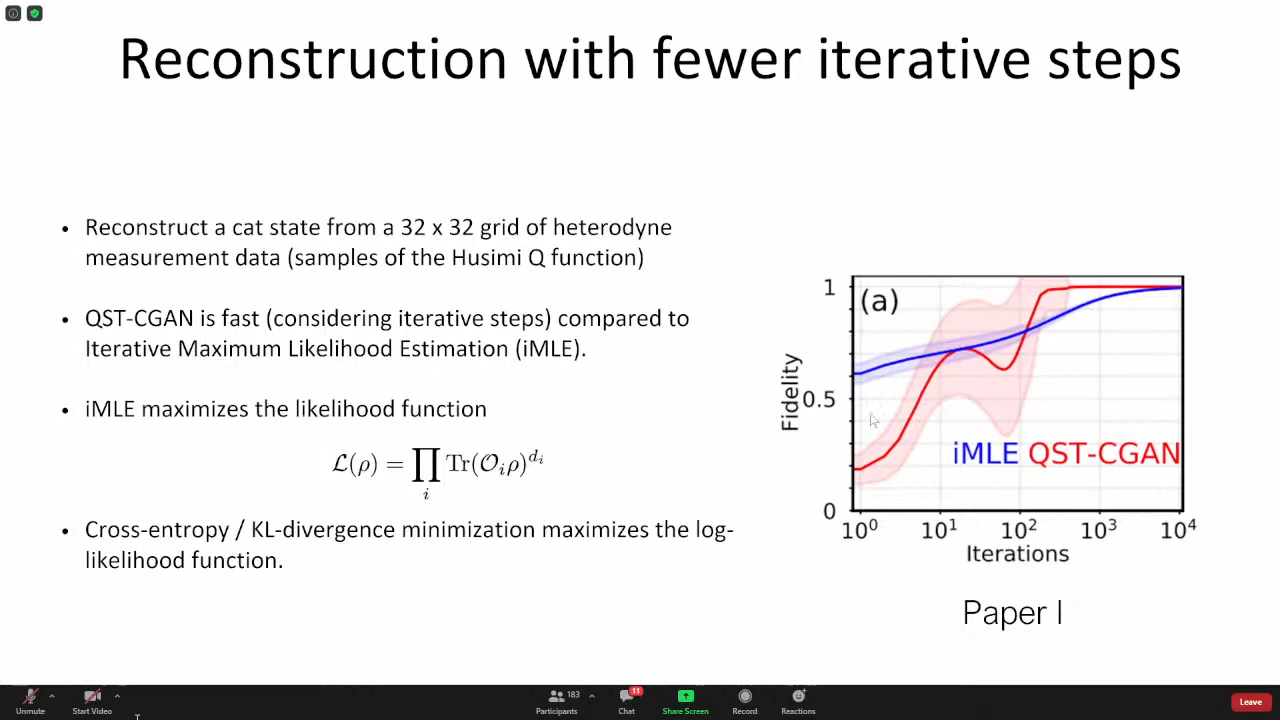 Reconstruction with fewer iterative steps
• Reconstruct a cat state from a 32 x 32 grid of heterodyne
measurement data (samples of the Husimi Q function)
• QST-CGAN is fast (considering iterative steps) compared to
Iterative Maximum Likelihood Estimation (iMLE).
• iMLE maximizes the likelihood function
ℒ(ρ) = ∏ᵢ Tr(𝒪ᵢρ)^{dᵢ}
• Cross-entropy / KL-divergence minimization maximizes the log-
likelihood function.
(a)
1
0.5
0
Fidelity
iMLE QST-CGAN
10⁰ 10¹ 10² 10³ 10⁴
Iterations
Paper I
Unmute
Start Video
183
Participants
11
Chat
Share Screen
Record
Reactions
Leave